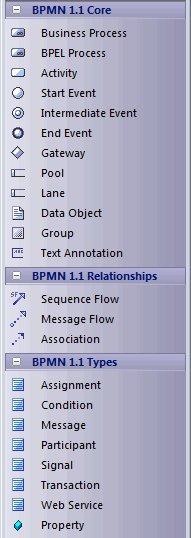 BPMN 1.1 Core
Business Process
BPEL Process
Activity
Start Event
Intermediate Event
End Event
Gateway
Pool
Lane
Data Object
Group
Text Annotation
BPMN 1.1 Relationships
Sequence Flow
Message Flow
Association
BPMN 1.1 Types
Assignment
Condition
Message
Participant
Signal
Transaction
Web Service
Property